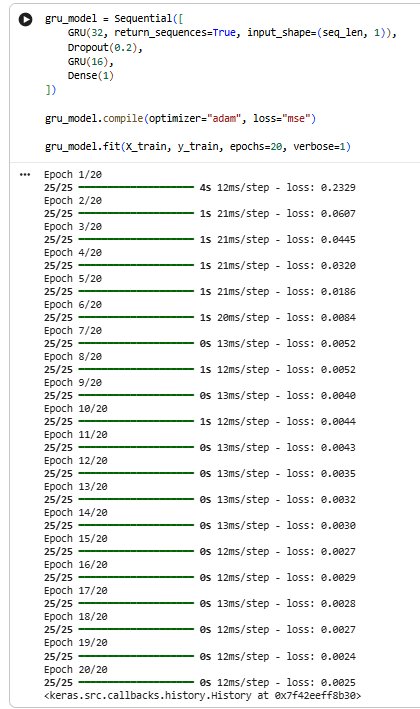 gru_model = Sequential([
    GRU(32, return_sequences=True, input_shape=(seq_len, 1)),
    Dropout(0.2),
    GRU(16),
    Dense(1)
])
gru_model.compile(optimizer="adam", loss="mse")
gru_model.fit(X_train, y_train, epochs=20, verbose=1)
Epoch 1/20
25/25 4s 12ms/step - loss: 0.2329
Epoch 2/20
25/25 1s 21ms/step - loss: 0.0607
Epoch 3/20
25/25 1s 21ms/step - loss: 0.0445
Epoch 4/20
25/25 1s 21ms/step - loss: 0.0320
Epoch 5/20
25/25 1s 21ms/step - loss: 0.0186
Epoch 6/20
25/25 1s 20ms/step - loss: 0.0084
Epoch 7/20
25/25 0s 13ms/step - loss: 0.0052
Epoch 8/20
25/25 1s 12ms/step - loss: 0.0052
Epoch 9/20
25/25 0s 13ms/step - loss: 0.0040
Epoch 10/20
25/25 1s 12ms/step - loss: 0.0044
Epoch 11/20
25/25 0s 13ms/step - loss: 0.0043
Epoch 12/20
25/25 0s 13ms/step - loss: 0.0035
Epoch 13/20
25/25 0s 13ms/step - loss: 0.0032
Epoch 14/20
25/25 0s 13ms/step - loss: 0.0030
Epoch 15/20
25/25 0s 12ms/step - loss: 0.0027
Epoch 16/20
25/25 0s 12ms/step - loss: 0.0029
Epoch 17/20
25/25 0s 13ms/step - loss: 0.0028
Epoch 18/20
25/25 0s 12ms/step - loss: 0.0027
Epoch 19/20
25/25 0s 12ms/step - loss: 0.0024
Epoch 20/20
25/25 0s 12ms/step - loss: 0.0025
<keras.src.callbacks.history.History at 0x7f42eeff8b30>